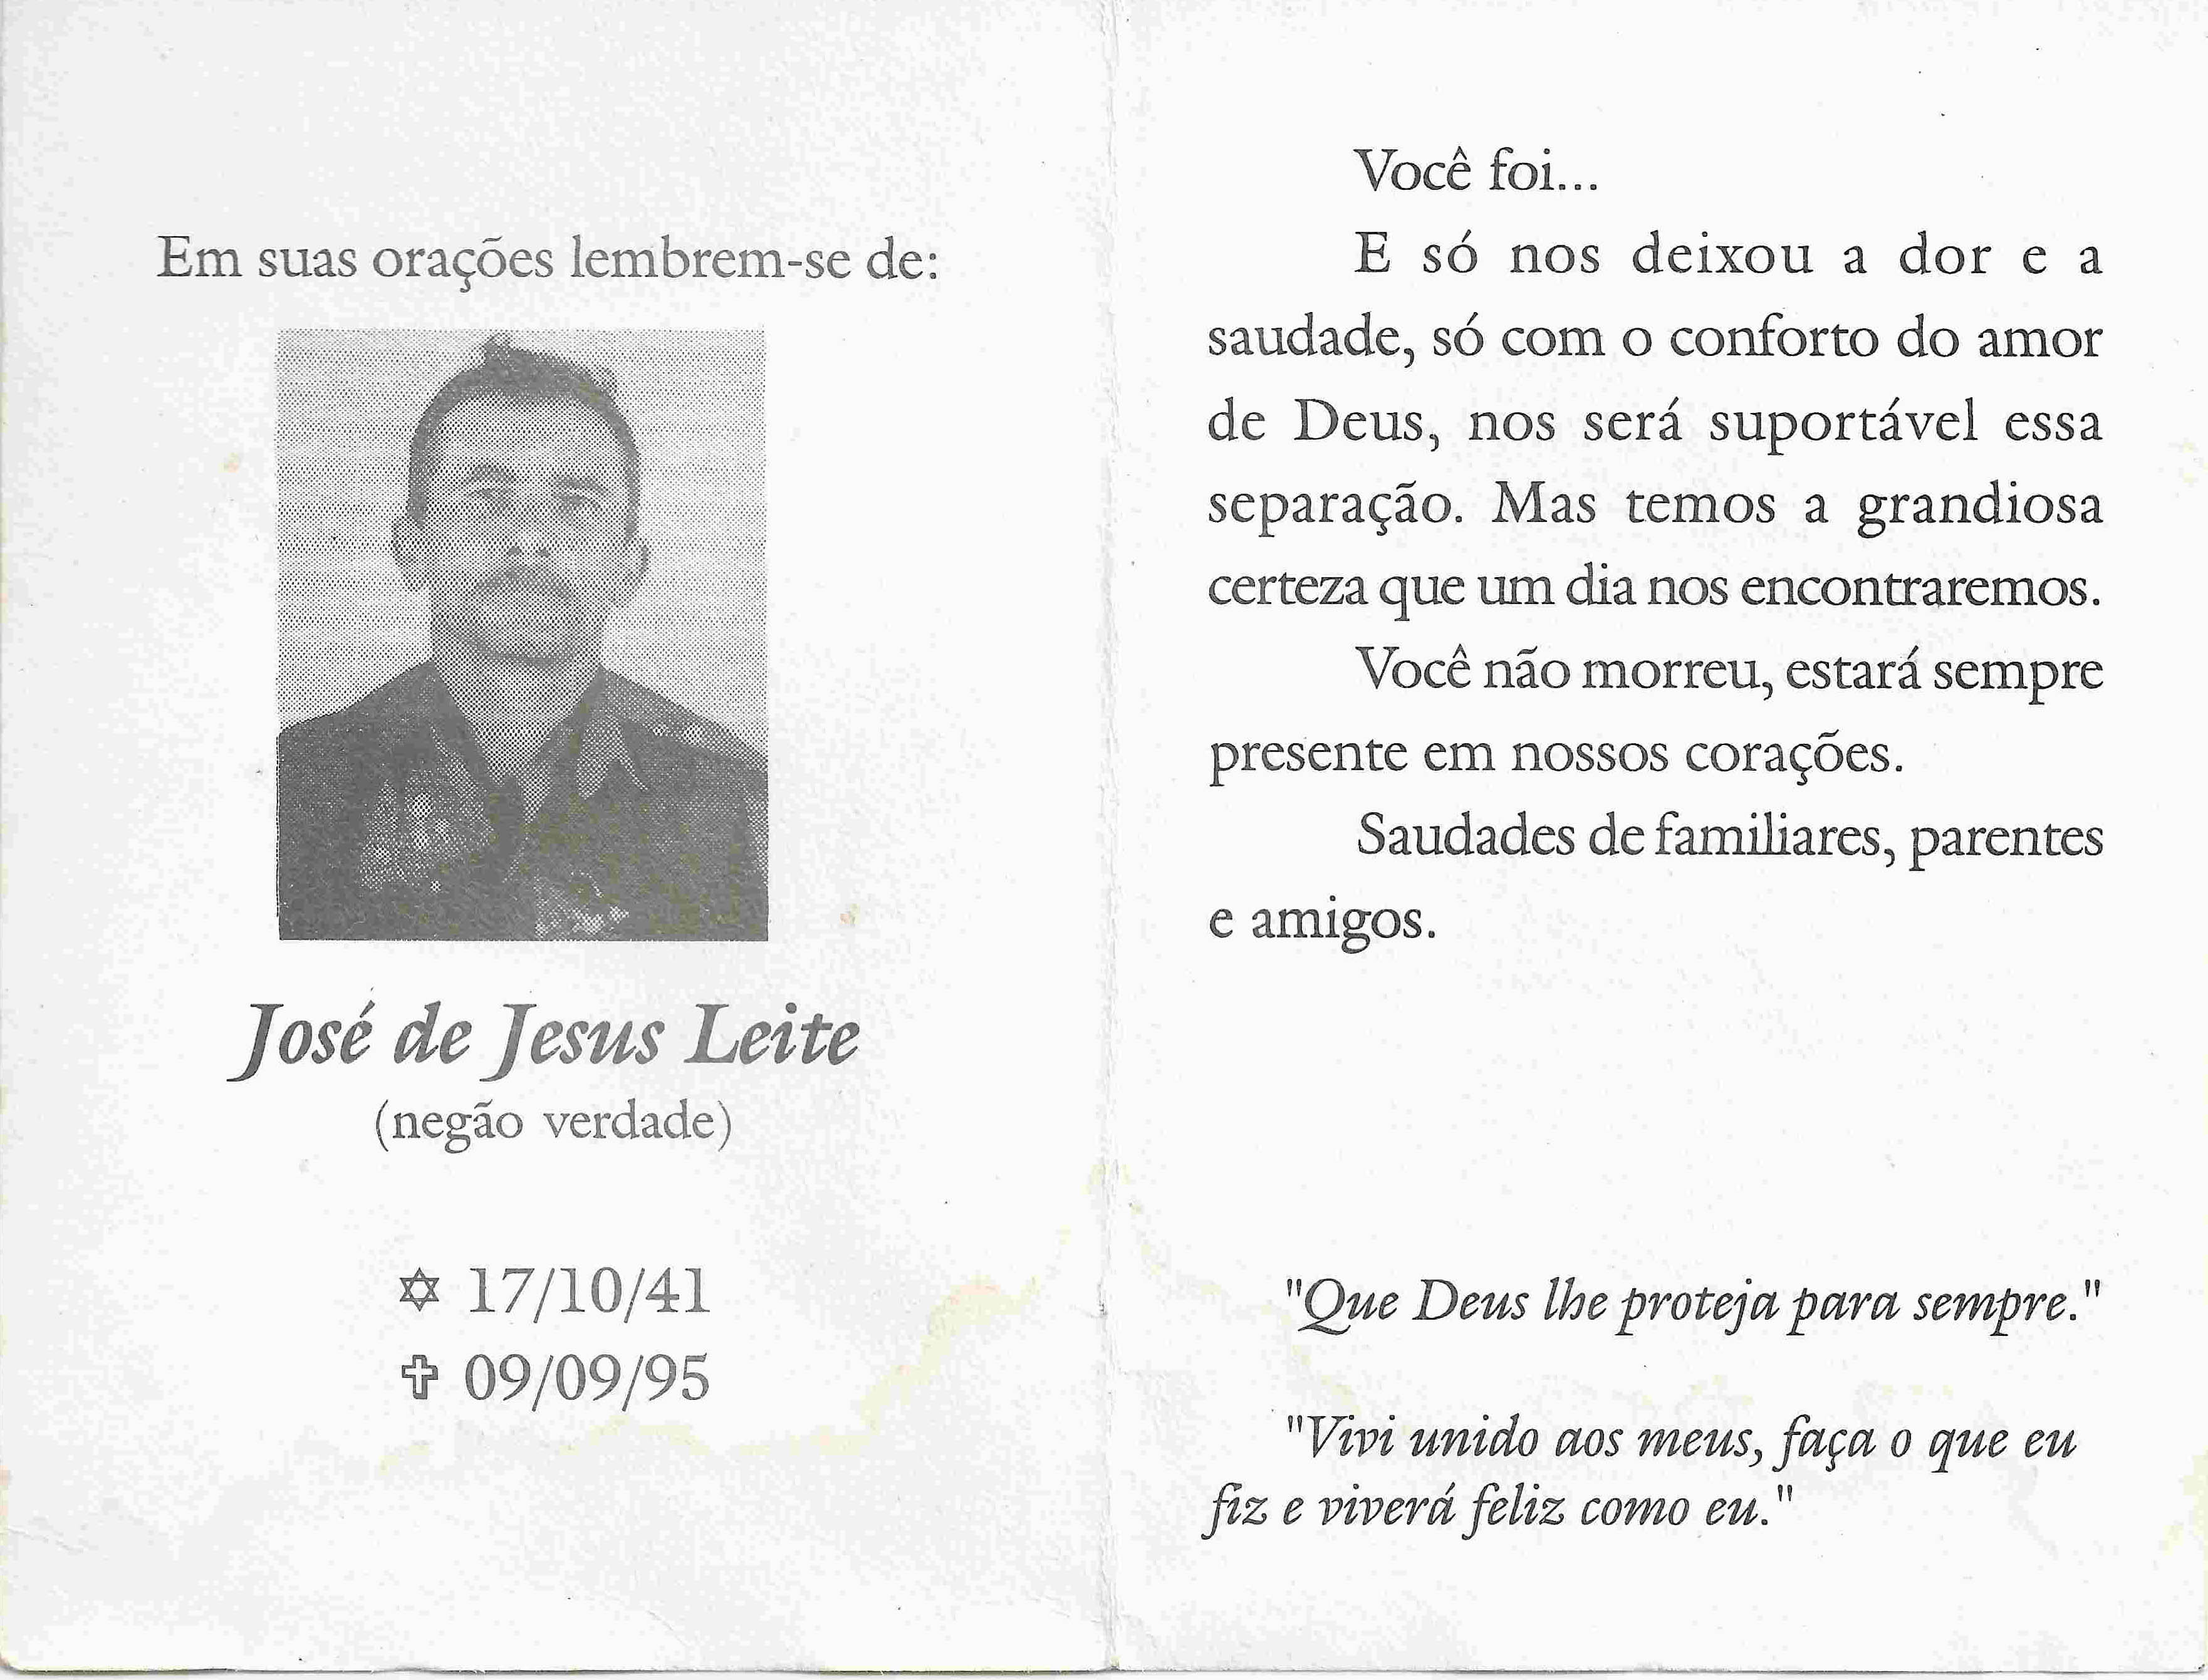 Em suas orações lembrem-se de:
José de Jesus Leite
(negão verdade)
✡ 17/10/41
✞ 09/09/95
Você foi...
E só nos deixou a dor e a
saudade, só com o conforto do amor
de Deus, nos será suportável essa
separação. Mas temos a grandiosa
certeza que um dia nos encontraremos.
Você não morreu, estará sempre
presente em nossos corações.
Saudades de familiares, parentes
e amigos.
"Que Deus lhe proteja para sempre."
"Vivi unido aos meus, faça o que eu
fiz e viverá feliz como eu."